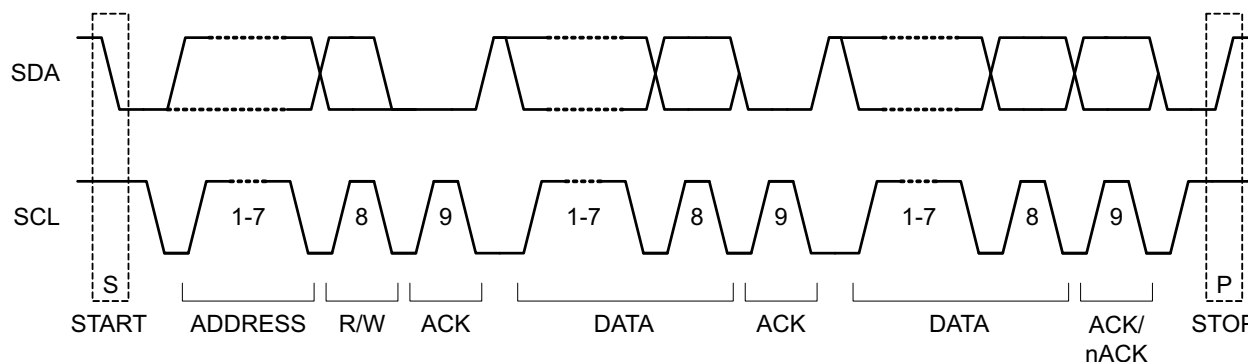 SDA
SCL
1-7 8 9 1-7 8 9 1-7 8 9
S P
START ADDRESS R/W ACK DATA ACK DATA ACK/ STOP
nACK